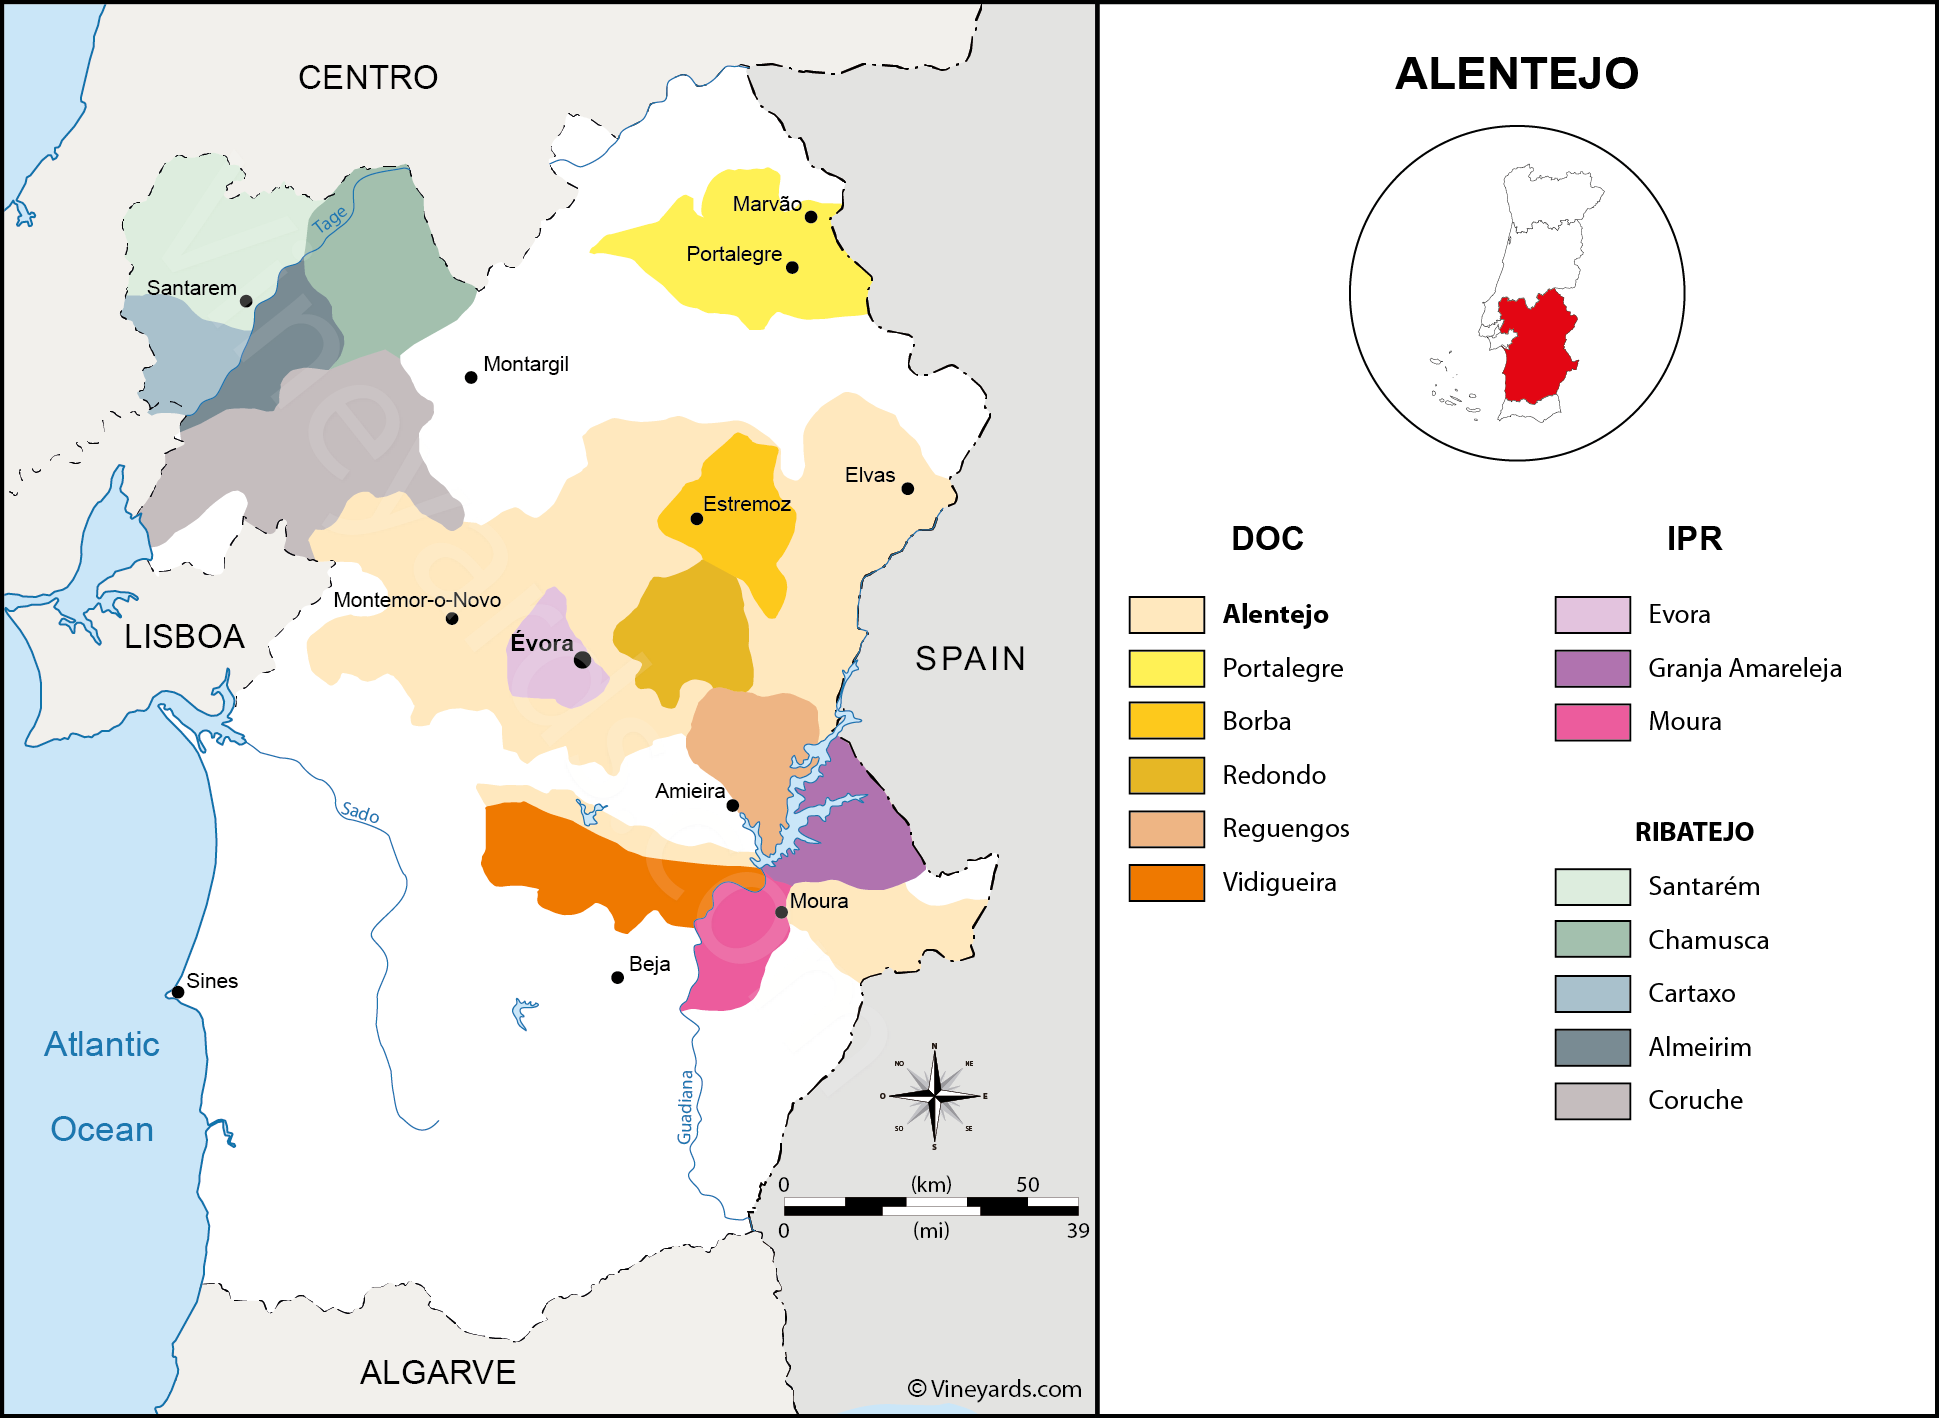 CENTRO
Tage
Marvão
Portalegre
Santarem
Montargil
Elvas
Estremoz
Montemor-o-Novo
LISBOA
Évora
SPAIN
Amieira
Sado
Moura
Beja
Sines
Atlantic
Ocean
Guadiana
N
NO
NE
O
E
SO
SE
S
0 (km) 50
0 (mi) 39
ALGARVE
© Vineyards.com
ALENTEJO
DOC
Alentejo
Portalegre
Borba
Redondo
Reguengos
Vidigueira
IPR
Evora
Granja Amareleja
Moura
RIBATEJO
Santarém
Chamusca
Cartaxo
Almeirim
Coruche